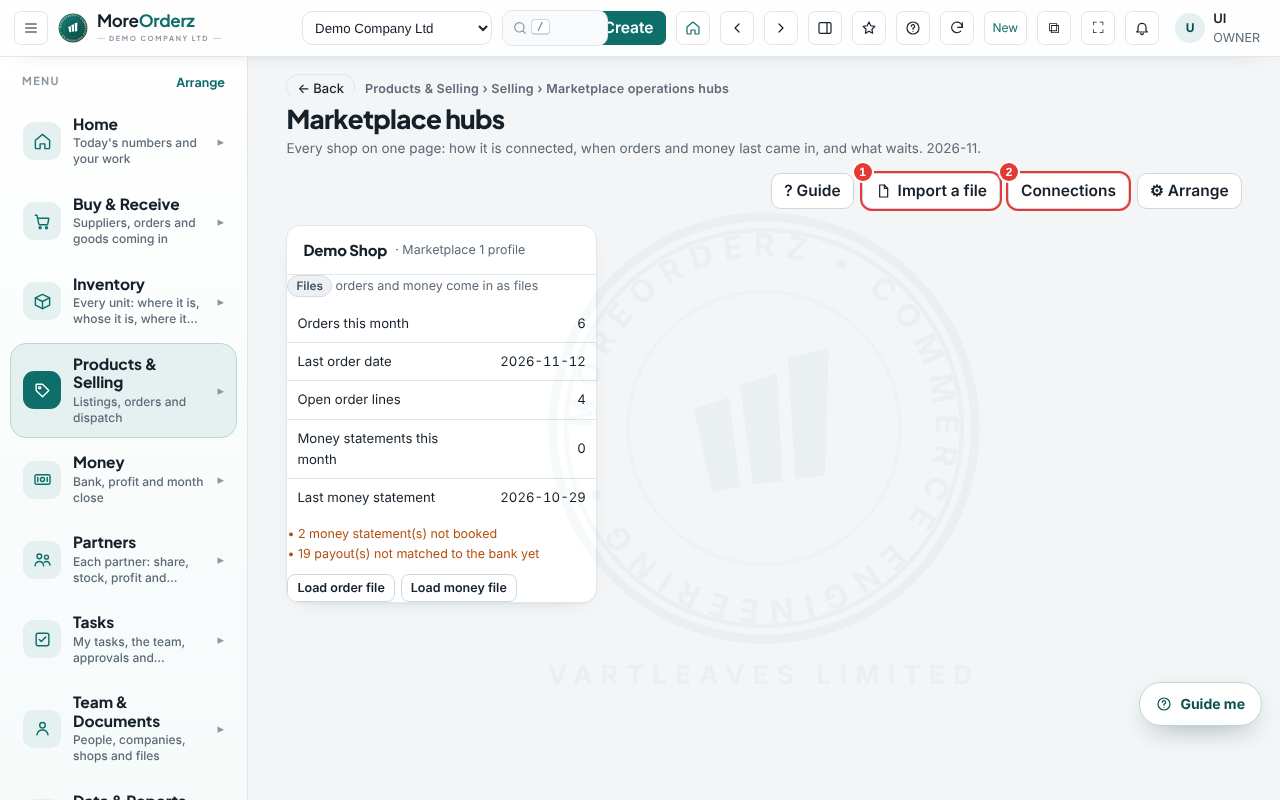 MoreOrderz
— DEMO COMPANY LTD —
Demo Company Ltd
/
Create
New
U
UI
OWNER
MENU
Arrange
Home
Today's numbers and
your work
Buy & Receive
Suppliers, orders and
goods coming in
Inventory
Every unit: where it is,
whose it is, where it...
Products &
Selling
Listings, orders and
dispatch
Money
Bank, profit and month
close
Partners
Each partner: share,
stock, profit and...
Tasks
My tasks, the team,
approvals and...
Team &
Documents
People, companies,
shops and files
Data & Reports
← Back
Products & Selling › Selling › Marketplace operations hubs
Marketplace hubs
Every shop on one page: how it is connected, when orders and money last came in, and what waits. 2026-11.
? Guide
1
Import a file
2
Connections
⚙ Arrange
Demo Shop · Marketplace 1 profile
Files orders and money come in as files
Orders this month 6
Last order date 2026-11-12
Open order lines 4
Money statements this
month 0
Last money statement 2026-10-29
• 2 money statement(s) not booked
• 19 payout(s) not matched to the bank yet
Load order file
Load money file
MOREORDERZ • COMMERCE ENGINEERING •
VARTLEAVES LIMITED
Guide me